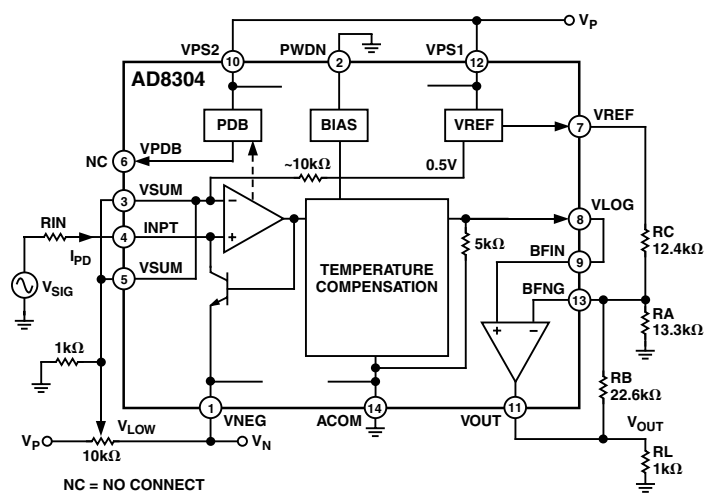 V_P
VPS2
PWDN
VPS1
10
2
12
AD8304
PDB
BIAS
VREF
VREF
7
VPDB
NC
6
~10kΩ
0.5V
VSUM
3
–
VLOG
8
RIN
INPT
4
+
5kΩ
RC
12.4kΩ
I_PD
BFIN
9
VSUM
5
TEMPERATURE
COMPENSATION
V_SIG
BFNG
13
+
–
RA
13.3kΩ
1kΩ
RB
22.6kΩ
1
VNEG
ACOM
14
VOUT
11
V_LOW
V_P
10kΩ
V_N
V_OUT
RL
1kΩ
NC = NO CONNECT